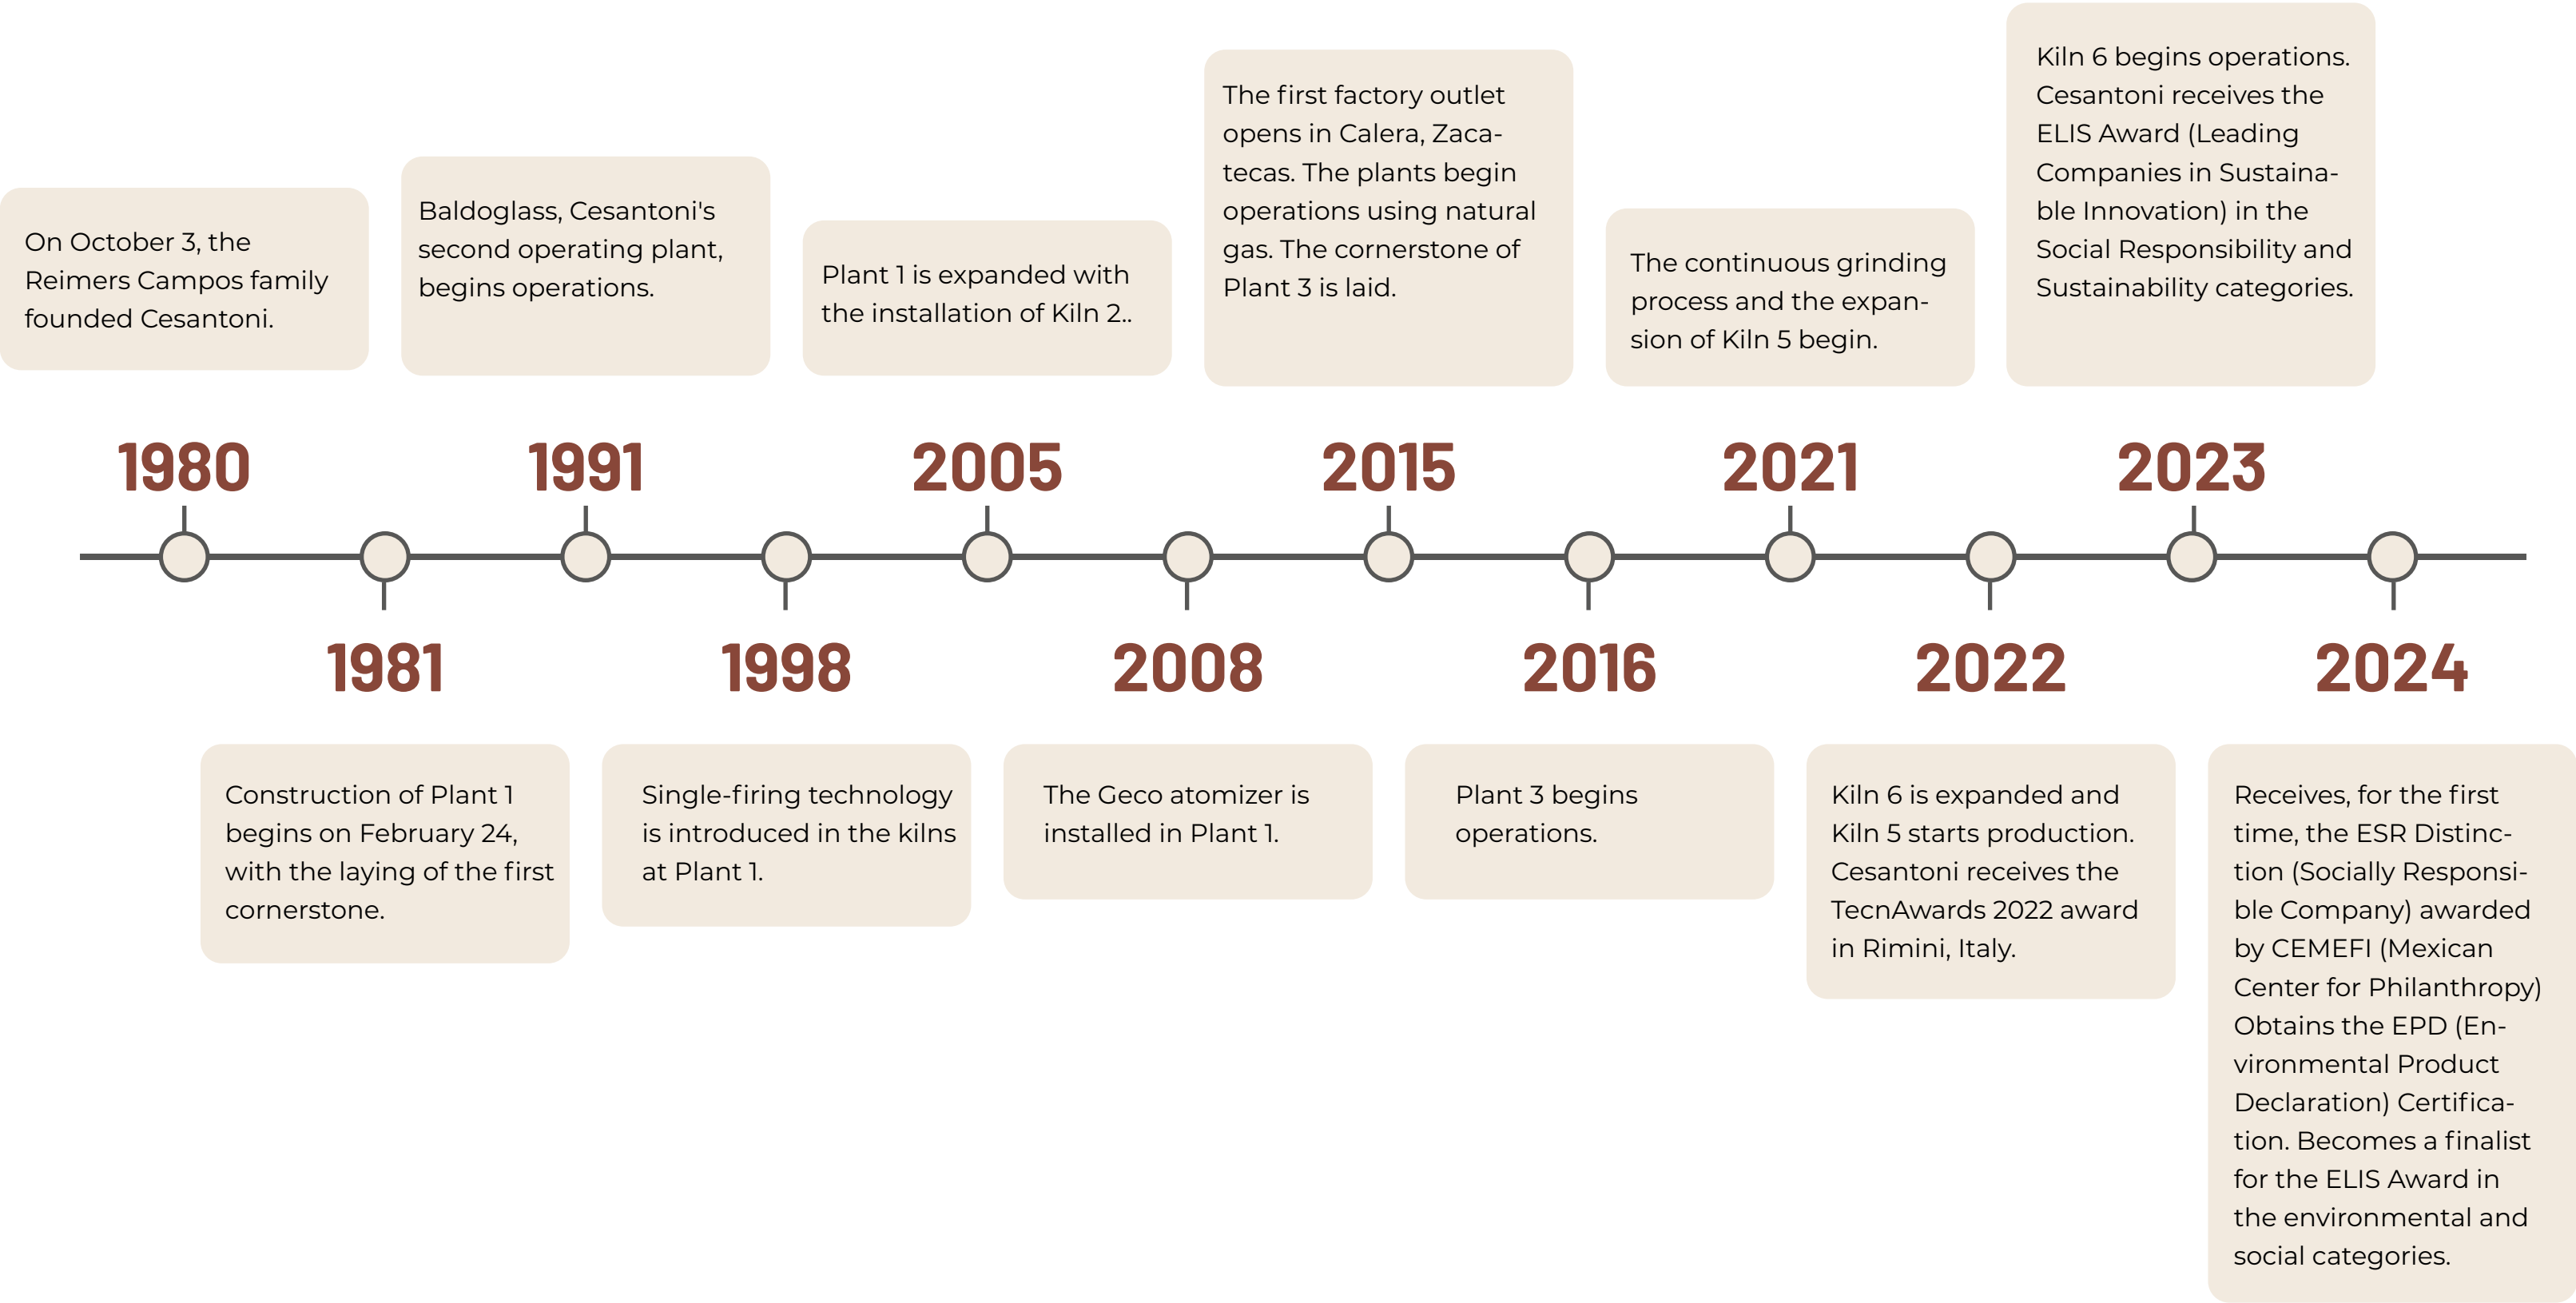 1980
On October 3, the
Reimers Campos family
founded Cesantoni.
1981
Construction of Plant 1
begins on February 24,
with the laying of the first
cornerstone.
1991
Baldoglass, Cesantoni's
second operating plant,
begins operations.
1998
Single-firing technology
is introduced in the kilns
at Plant 1.
2005
Plant 1 is expanded with
the installation of Kiln 2..
2008
The Geco atomizer is
installed in Plant 1.
2015
The first factory outlet
opens in Calera, Zaca-
tecas. The plants begin
operations using natural
gas. The cornerstone of
Plant 3 is laid.
2016
Plant 3 begins
operations.
2021
The continuous grinding
process and the expan-
sion of Kiln 5 begin.
2022
Kiln 6 is expanded and
Kiln 5 starts production.
Cesantoni receives the
TecnAwards 2022 award
in Rimini, Italy.
2023
Kiln 6 begins operations.
Cesantoni receives the
ELIS Award (Leading
Companies in Sustaina-
ble Innovation) in the
Social Responsibility and
Sustainability categories.
2024
Receives, for the first
time, the ESR Distinc-
tion (Socially Responsi-
ble Company) awarded
by CEMEFI (Mexican
Center for Philanthropy)
Obtains the EPD (En-
vironmental Product
Declaration) Certifica-
tion. Becomes a finalist
for the ELIS Award in
the environmental and
social categories.